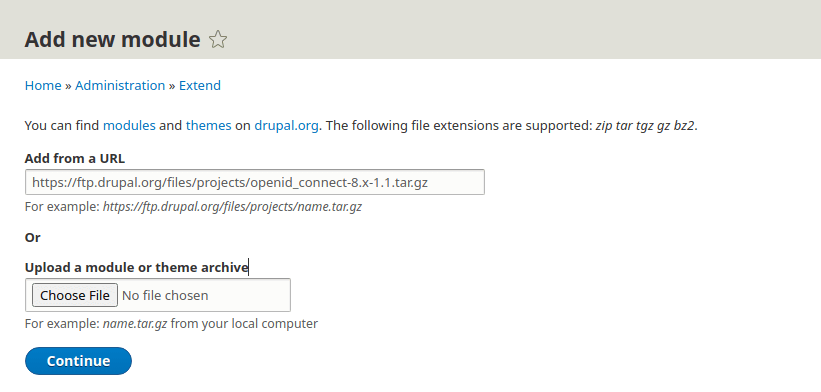 Add new module
Home » Administration » Extend
You can find modules and themes on drupal.org. The following file extensions are supported: zip tar tgz gz bz2.
Add from a URL
https://ftp.drupal.org/files/projects/openid_connect-8.x-1.1.tar.gz
For example: https://ftp.drupal.org/files/projects/name.tar.gz
Or
Upload a module or theme archive
Choose File No file chosen
For example: name.tar.gz from your local computer
Continue